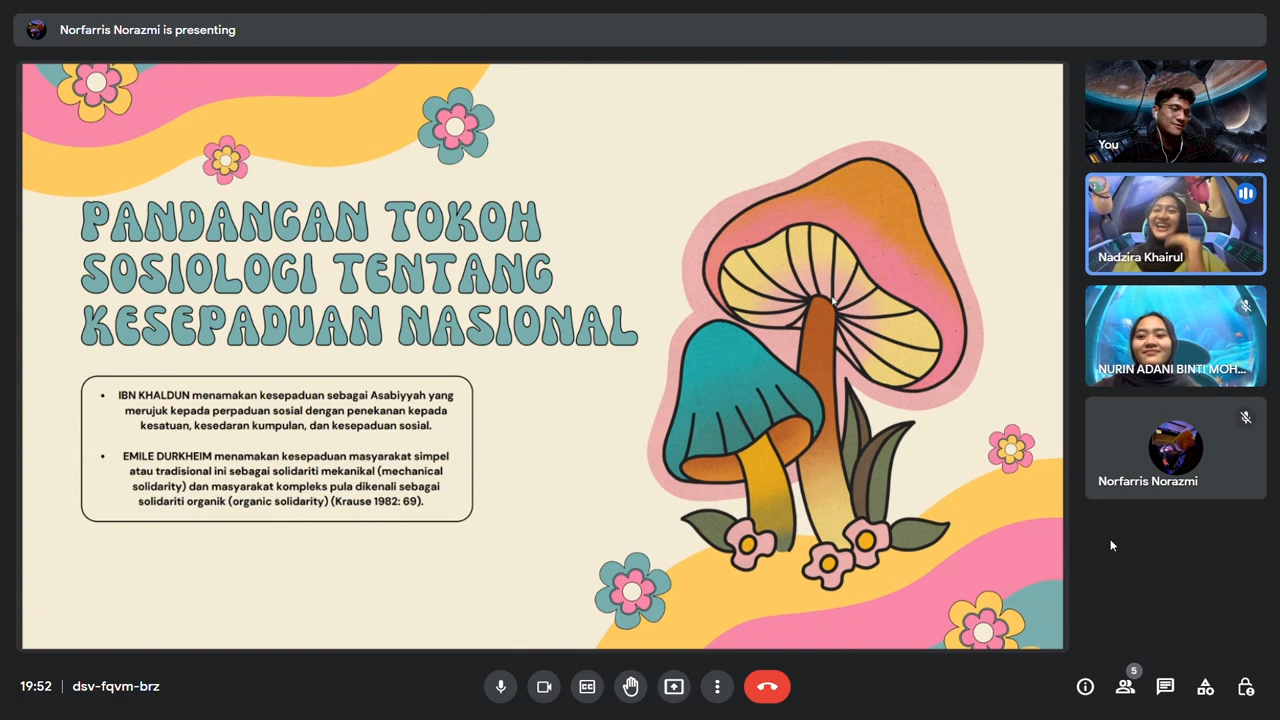 Norfarris Norazmi is presenting
PANDANGAN TOKOH
SOSIOLOGI TENTANG
KESEPADUAN NASIONAL
• IBN KHALDUN menamakan kesepaduan sebagai Asabiyyah yang
merujuk kepada perpaduan sosial dengan penekanan kepada
kesatuan, kesedaran kumpulan, dan kesepaduan sosial.
• EMILE DURKHEIM menamakan kesepaduan masyarakat simpel
atau tradisional ini sebagai solidariti mekanikal (mechanical
solidarity) dan masyarakat kompleks pula dikenali sebagai
solidariti organik (organic solidarity) (Krause 1982: 69).
You
Nadzira Khairul
NURIN ADANI BINTI MOH...
Norfarris Norazmi
19:52 | dsv-fqvm-brz
5